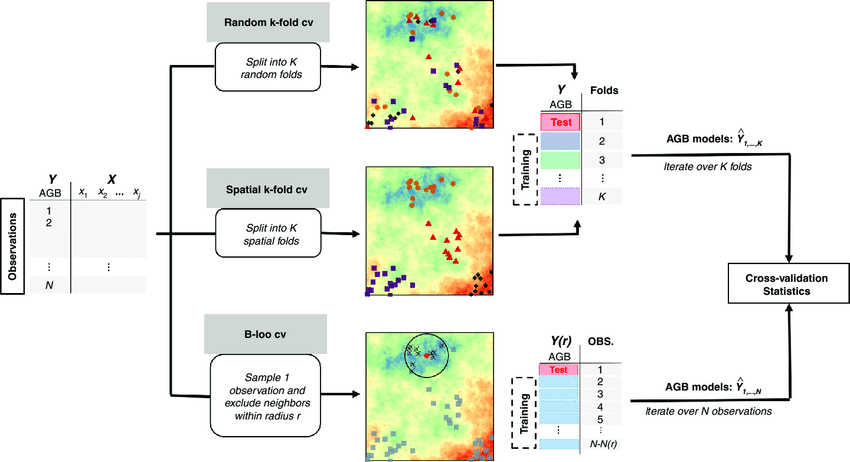 Random k-fold cv
Split into K
random folds
Y
Folds
AGB
Test
1
2
3
⋮
⋮
K
Training
AGB models: Ŷ1,...,K
Iterate over K folds
Observations
Y
X
AGB
x1 x2 ... xj
1
2
⋮
⋮
N
Spatial k-fold cv
Split into K
spatial folds
Cross-validation
Statistics
B-loo cv
Sample 1
observation and
exclude neighbors
within radius r
Y(r)
OBS.
AGB
Test
1
2
3
4
5
⋮
⋮
N-N(r)
Training
AGB models: Ŷ1,...,N
Iterate over N observations